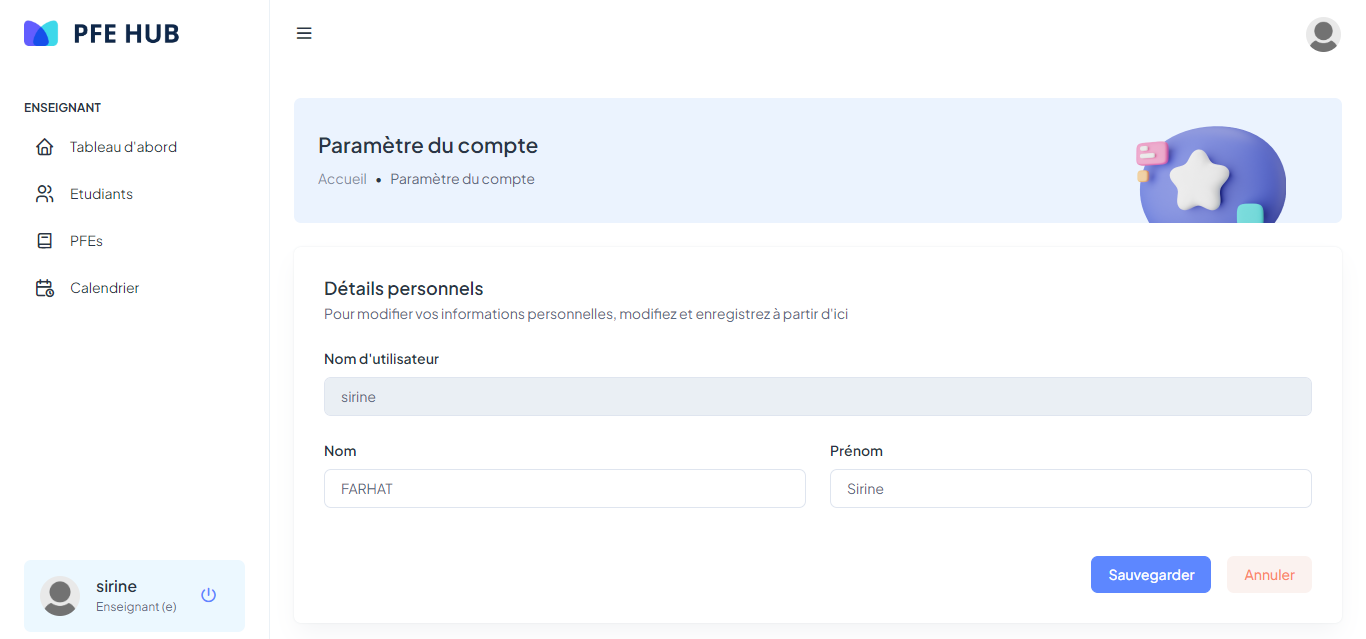 PFE HUB
ENSEIGNANT
Tableau d'abord
Etudiants
PFEs
Calendrier
sirine
Enseignant (e)
Paramètre du compte
Accueil • Paramètre du compte
Détails personnels
Pour modifier vos informations personnelles, modifiez et enregistrez à partir d'ici
Nom d'utilisateur
sirine
Nom Prénom
FARHAT Sirine
Sauvegarder Annuler